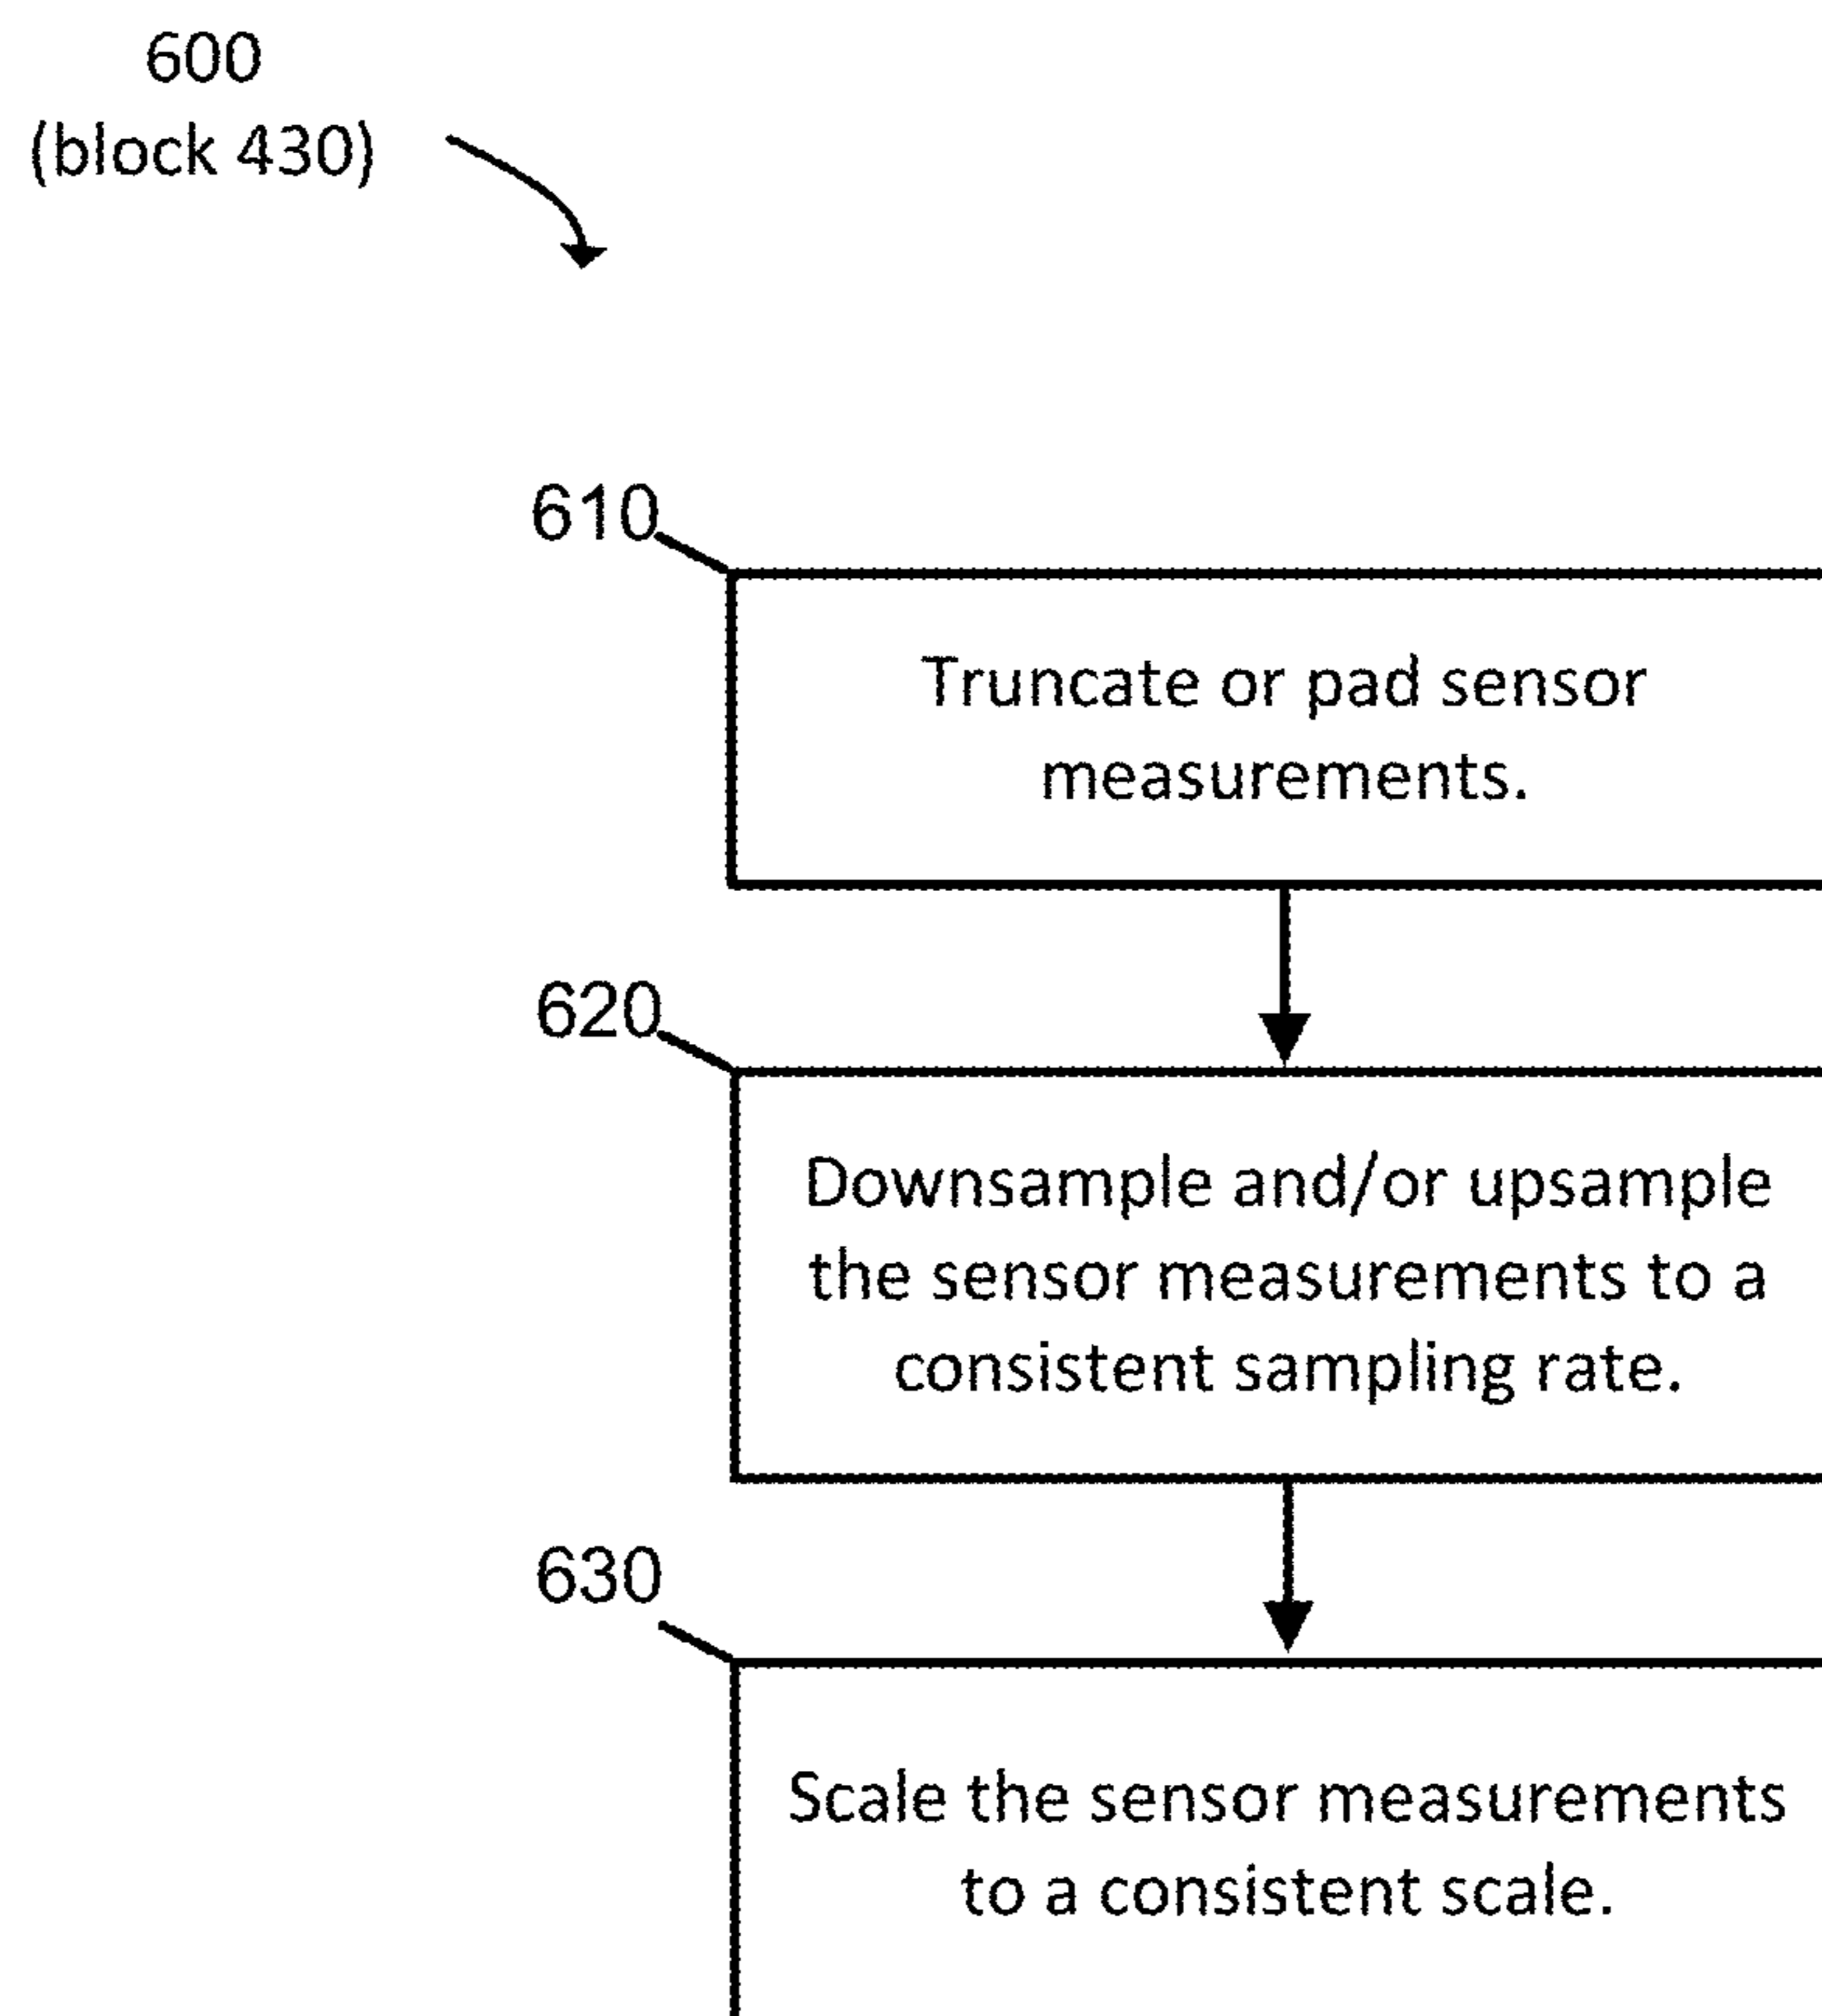 600
(block 430)
610
Truncate or pad sensor
measurements.
620
Downsample and/or upsample
the sensor measurements to a
consistent sampling rate.
630
Scale the sensor measurements
to a consistent scale.